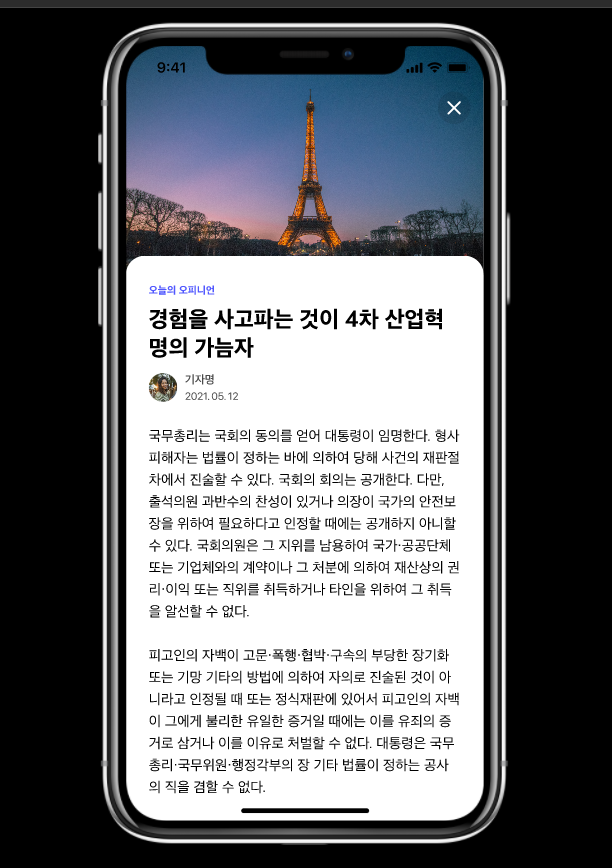 9:41
오늘의 오피니언
경험을 사고파는 것이 4차 산업혁
명의 가늠자
기자명
2021. 05. 12
국무총리는 국회의 동의를 얻어 대통령이 임명한다. 형사
피해자는 법률이 정하는 바에 의하여 당해 사건의 재판절
차에서 진술할 수 있다. 국회의 회의는 공개한다. 다만,
출석의원 과반수의 찬성이 있거나 의장이 국가의 안전보
장을 위하여 필요하다고 인정할 때에는 공개하지 아니할
수 있다. 국회의원은 그 지위를 남용하여 국가·공공단체
또는 기업체와의 계약이나 그 처분에 의하여 재산상의 권
리·이익 또는 직위를 취득하거나 타인을 위하여 그 취득
을 알선할 수 없다.
피고인의 자백이 고문·폭행·협박·구속의 부당한 장기화
또는 기망 기타의 방법에 의하여 자의로 진술된 것이 아
니라고 인정될 때 또는 정식재판에 있어서 피고인의 자백
이 그에게 불리한 유일한 증거일 때에는 이를 유죄의 증
거로 삼거나 이를 이유로 처벌할 수 없다. 대통령은 국무
총리·국무위원·행정각부의 장 기타 법률이 정하는 공사
의 직을 겸할 수 없다.